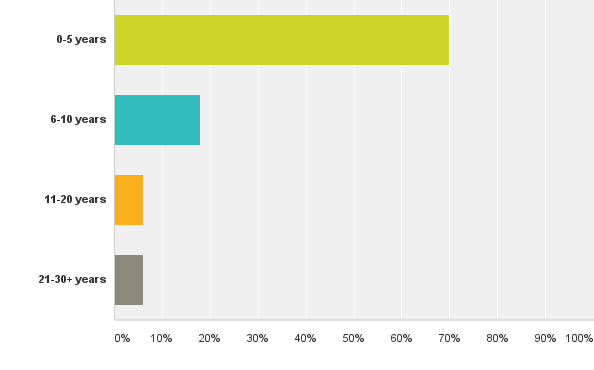 0-5 years
6-10 years
11-20 years
21-30+ years
0% 10% 20% 30% 40% 50% 60% 70% 80% 90% 100%